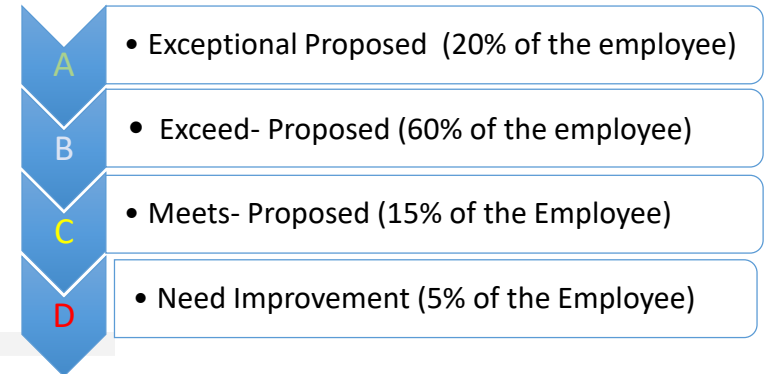 A
• Exceptional Proposed (20% of the employee)
B
• Exceed- Proposed (60% of the employee)
C
• Meets- Proposed (15% of the Employee)
D
• Need Improvement (5% of the Employee)